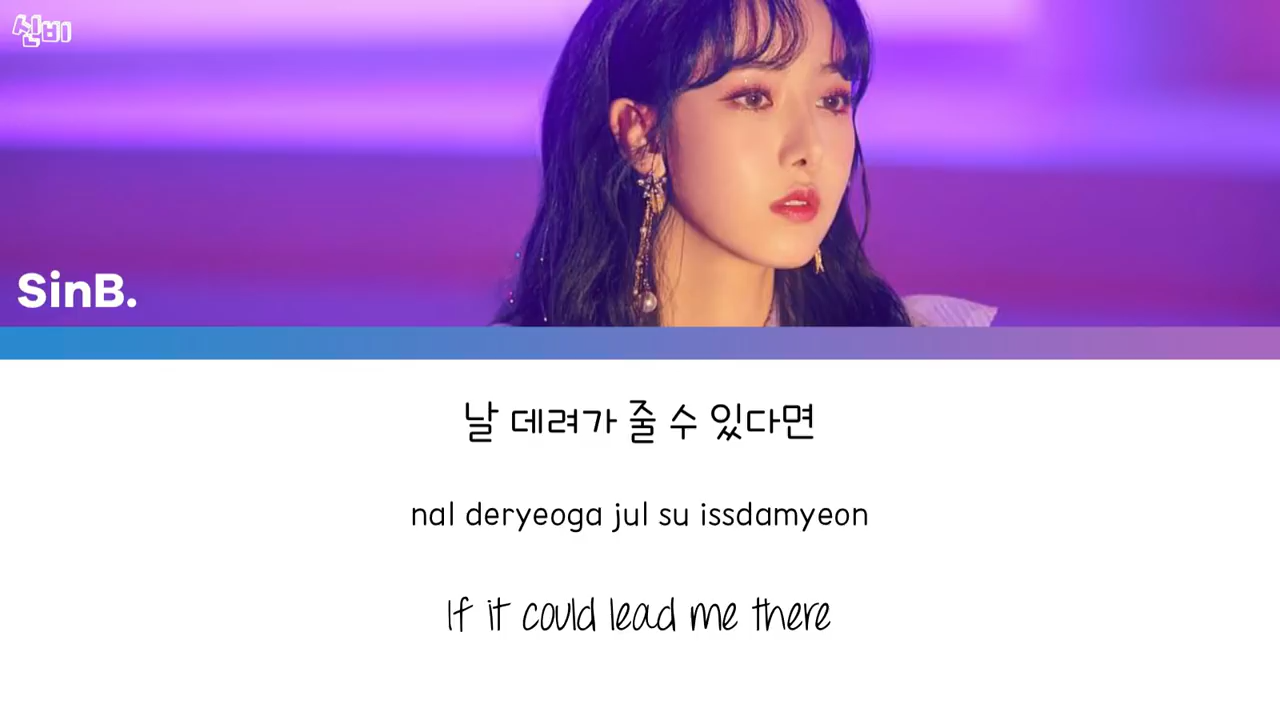 신비
SinB.
날 데려가 줄 수 있다면
nal deryeoga jul su issdamyeon
If it could lead me there